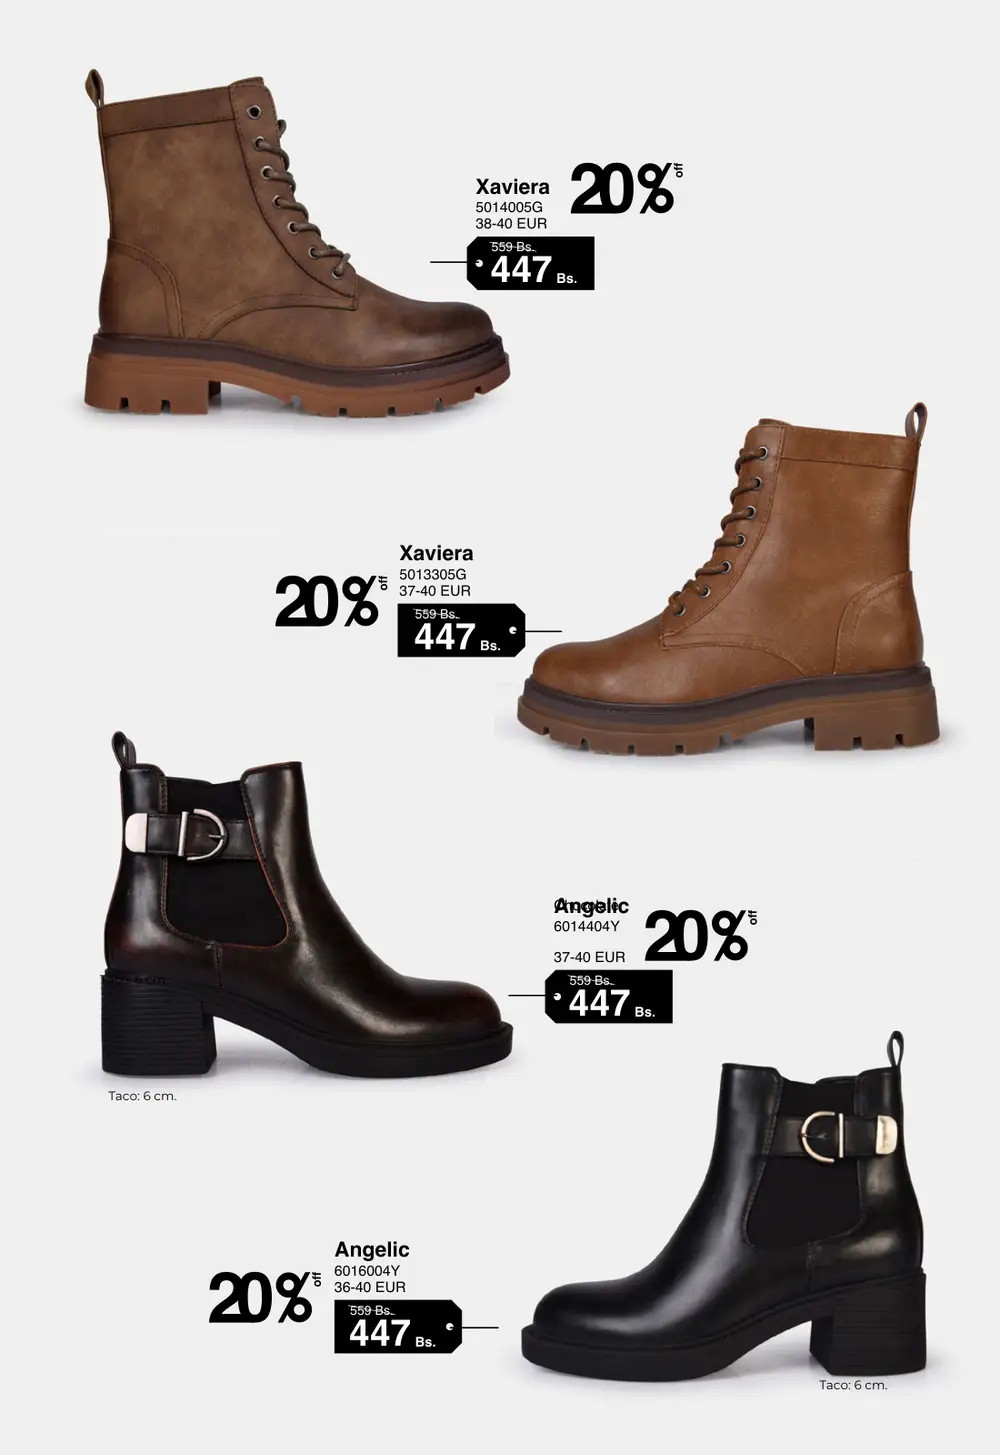 Xaviera
5014005G
38-40 EUR
20% off
559 Bs.
447 Bs.
Xaviera
5013305G
37-40 EUR
20% off
559 Bs.
447 Bs.
Angelic
6014404Y
37-40 EUR
20% off
559 Bs.
447 Bs.
Taco: 6 cm.
Angelic
6016004Y
36-40 EUR
20% off
559 Bs.
447 Bs.
Taco: 6 cm.